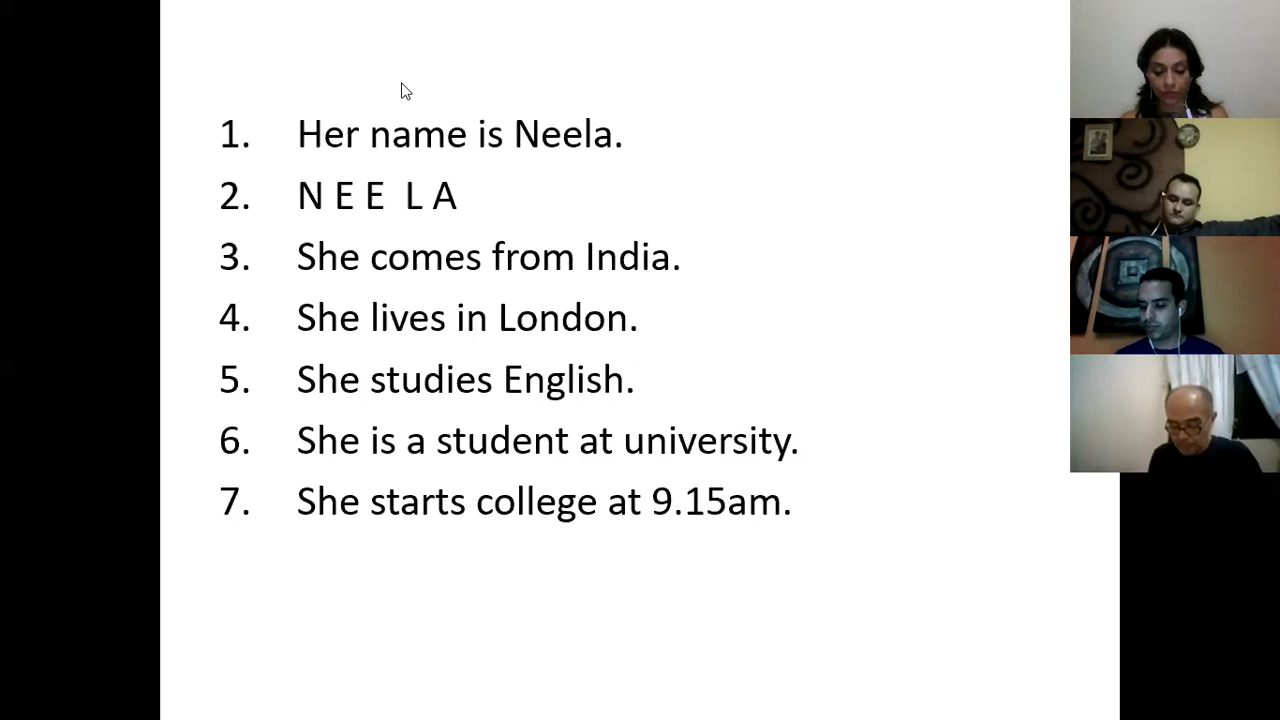 1. Her name is Neela.
2. N E E  L A
3. She comes from India.
4. She lives in London.
5. She studies English.
6. She is a student at university.
7. She starts college at 9.15am.